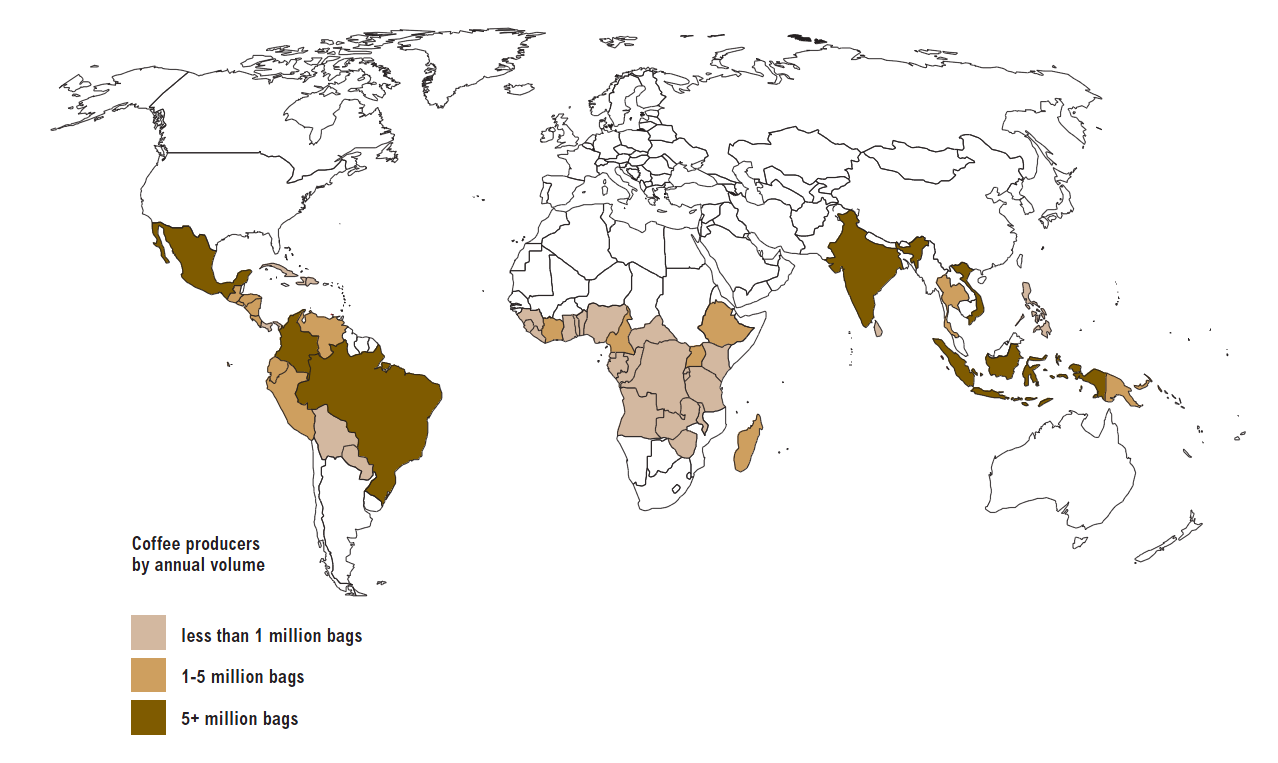 Coffee producers
by annual volume
less than 1 million bags
1-5 million bags
5+ million bags